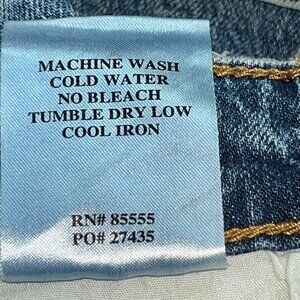 MACHINE WASH
COLD WATER
NO BLEACH
TUMBLE DRY LOW
COOL IRON
RN# 85555
PO# 27435